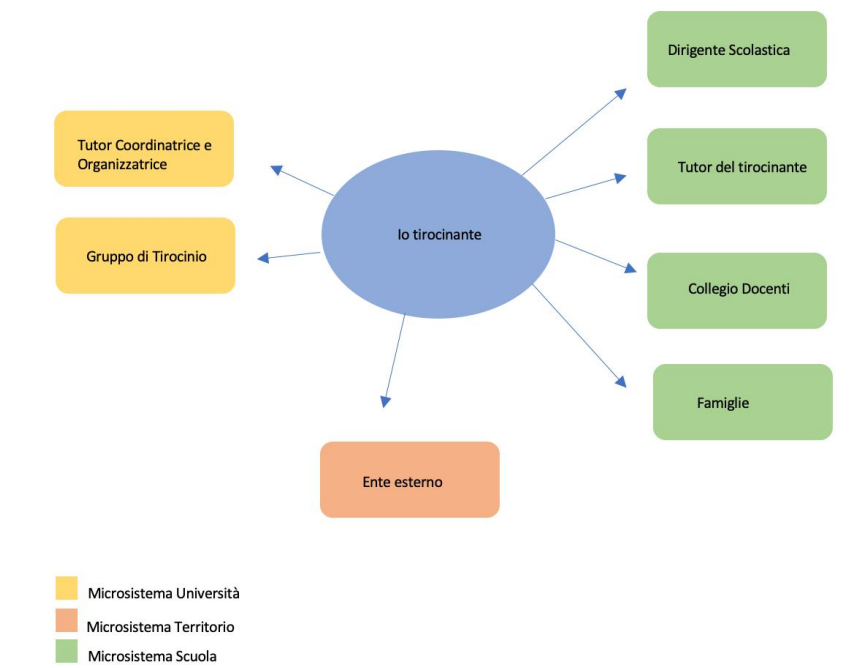 Dirigente Scolastica
Tutor Coordinatrice e
Organizzatrice
Tutor del tirocinante
Io tirocinante
Gruppo di Tirocinio
Collegio Docenti
Famiglie
Ente esterno
Microsistema Università
Microsistema Territorio
Microsistema Scuola